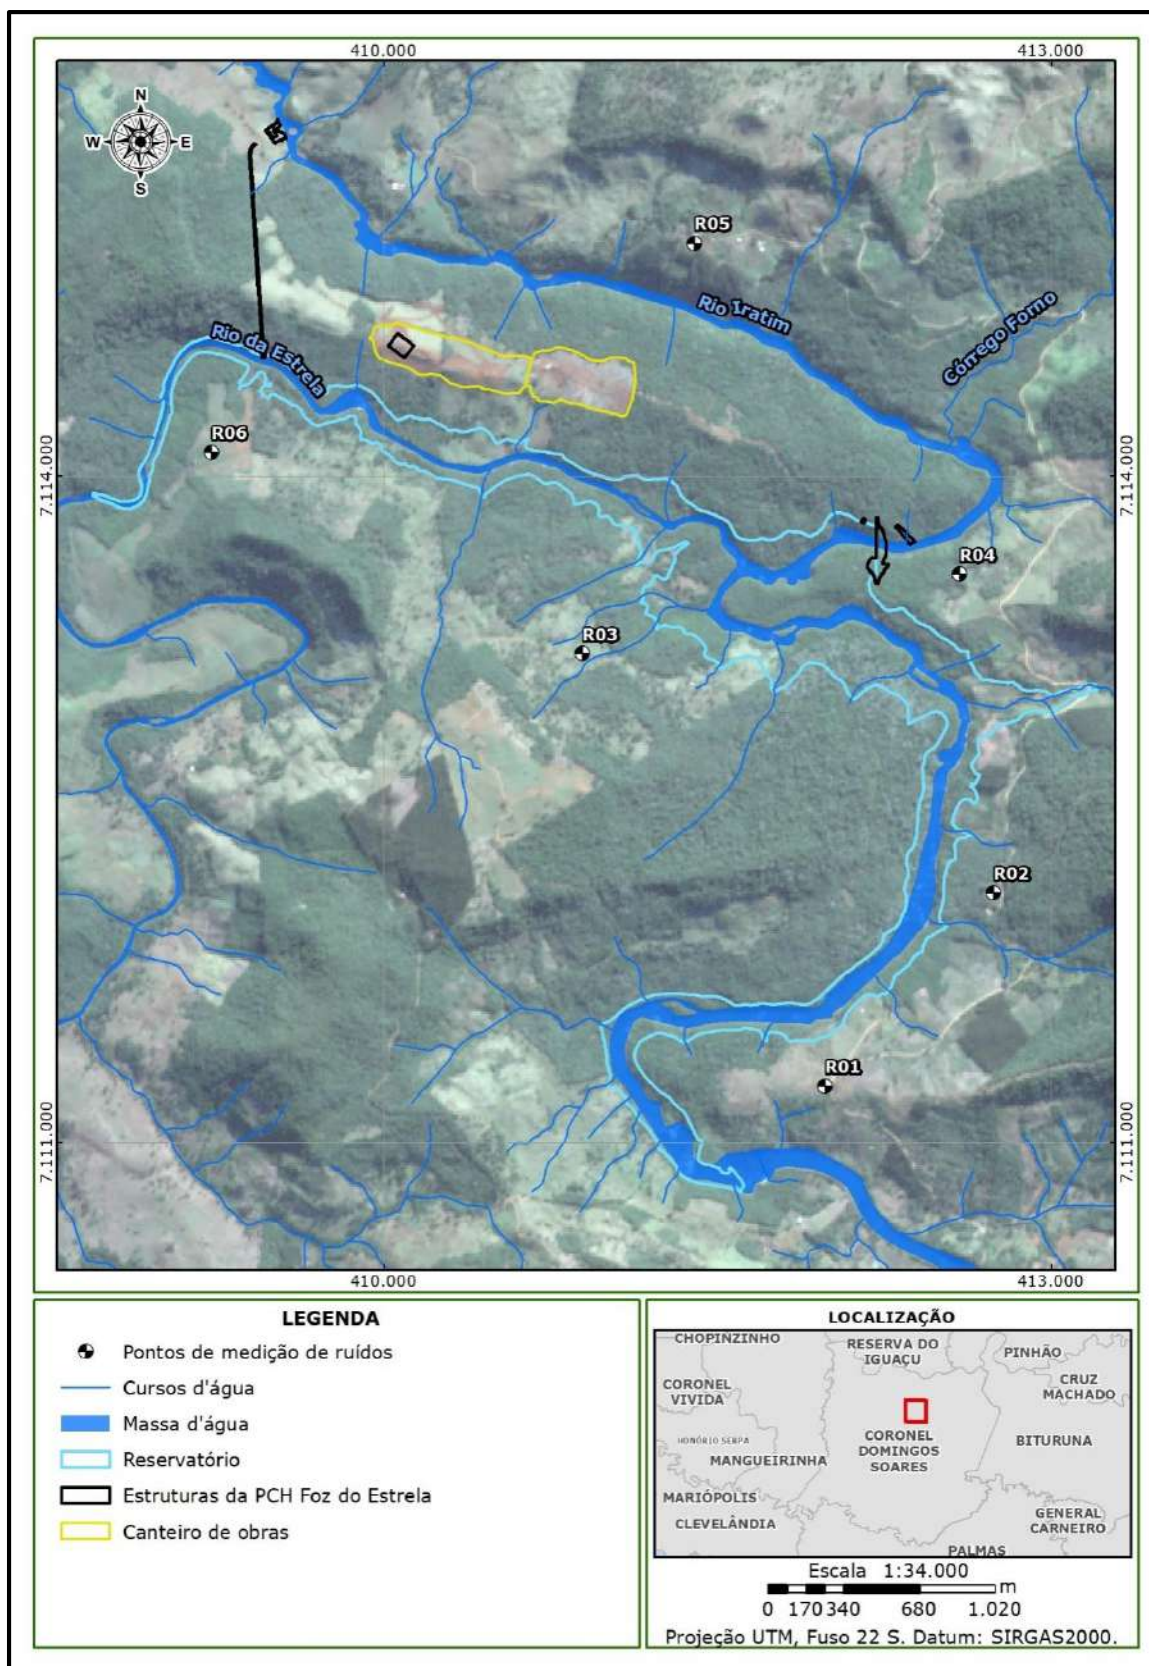 410.000
413.000
N
W
E
S
R05
Rio Iratim
Córrego Forno
Rio da Estrela
R06
7.114.000
7.114.000
R04
R03
R02
R01
7.111.000
7.111.000
410.000
413.000
LEGENDA
Pontos de medição de ruídos
Cursos d'água
Massa d'água
Reservatório
Estruturas da PCH Foz do Estrela
Canteiro de obras
LOCALIZAÇÃO
CHOPINZINHO
RESERVA DO
IGUAÇU
PINHÃO
CORONEL
VIVIDA
CRUZ
MACHADO
HONÓRIO SERPA
MANGUEIRINHA
CORONEL
DOMINGOS
SOARES
BITURUNA
MARIÓPOLIS
CLEVELÂNDIA
GENERAL
CARNEIRO
PALMAS
Escala 1:34.000
m
0 170 340 680 1.020
Projeção UTM, Fuso 22 S. Datum: SIRGAS2000.